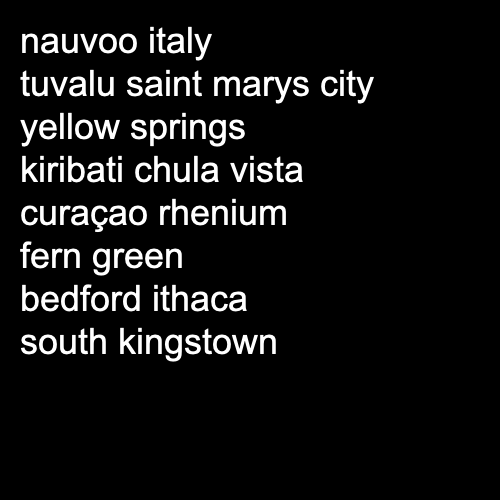 nauvoo italy
tuvalu saint marys city
yellow springs
kiribati chula vista
curaçao rhenium
fern green
bedford ithaca
south kingstown